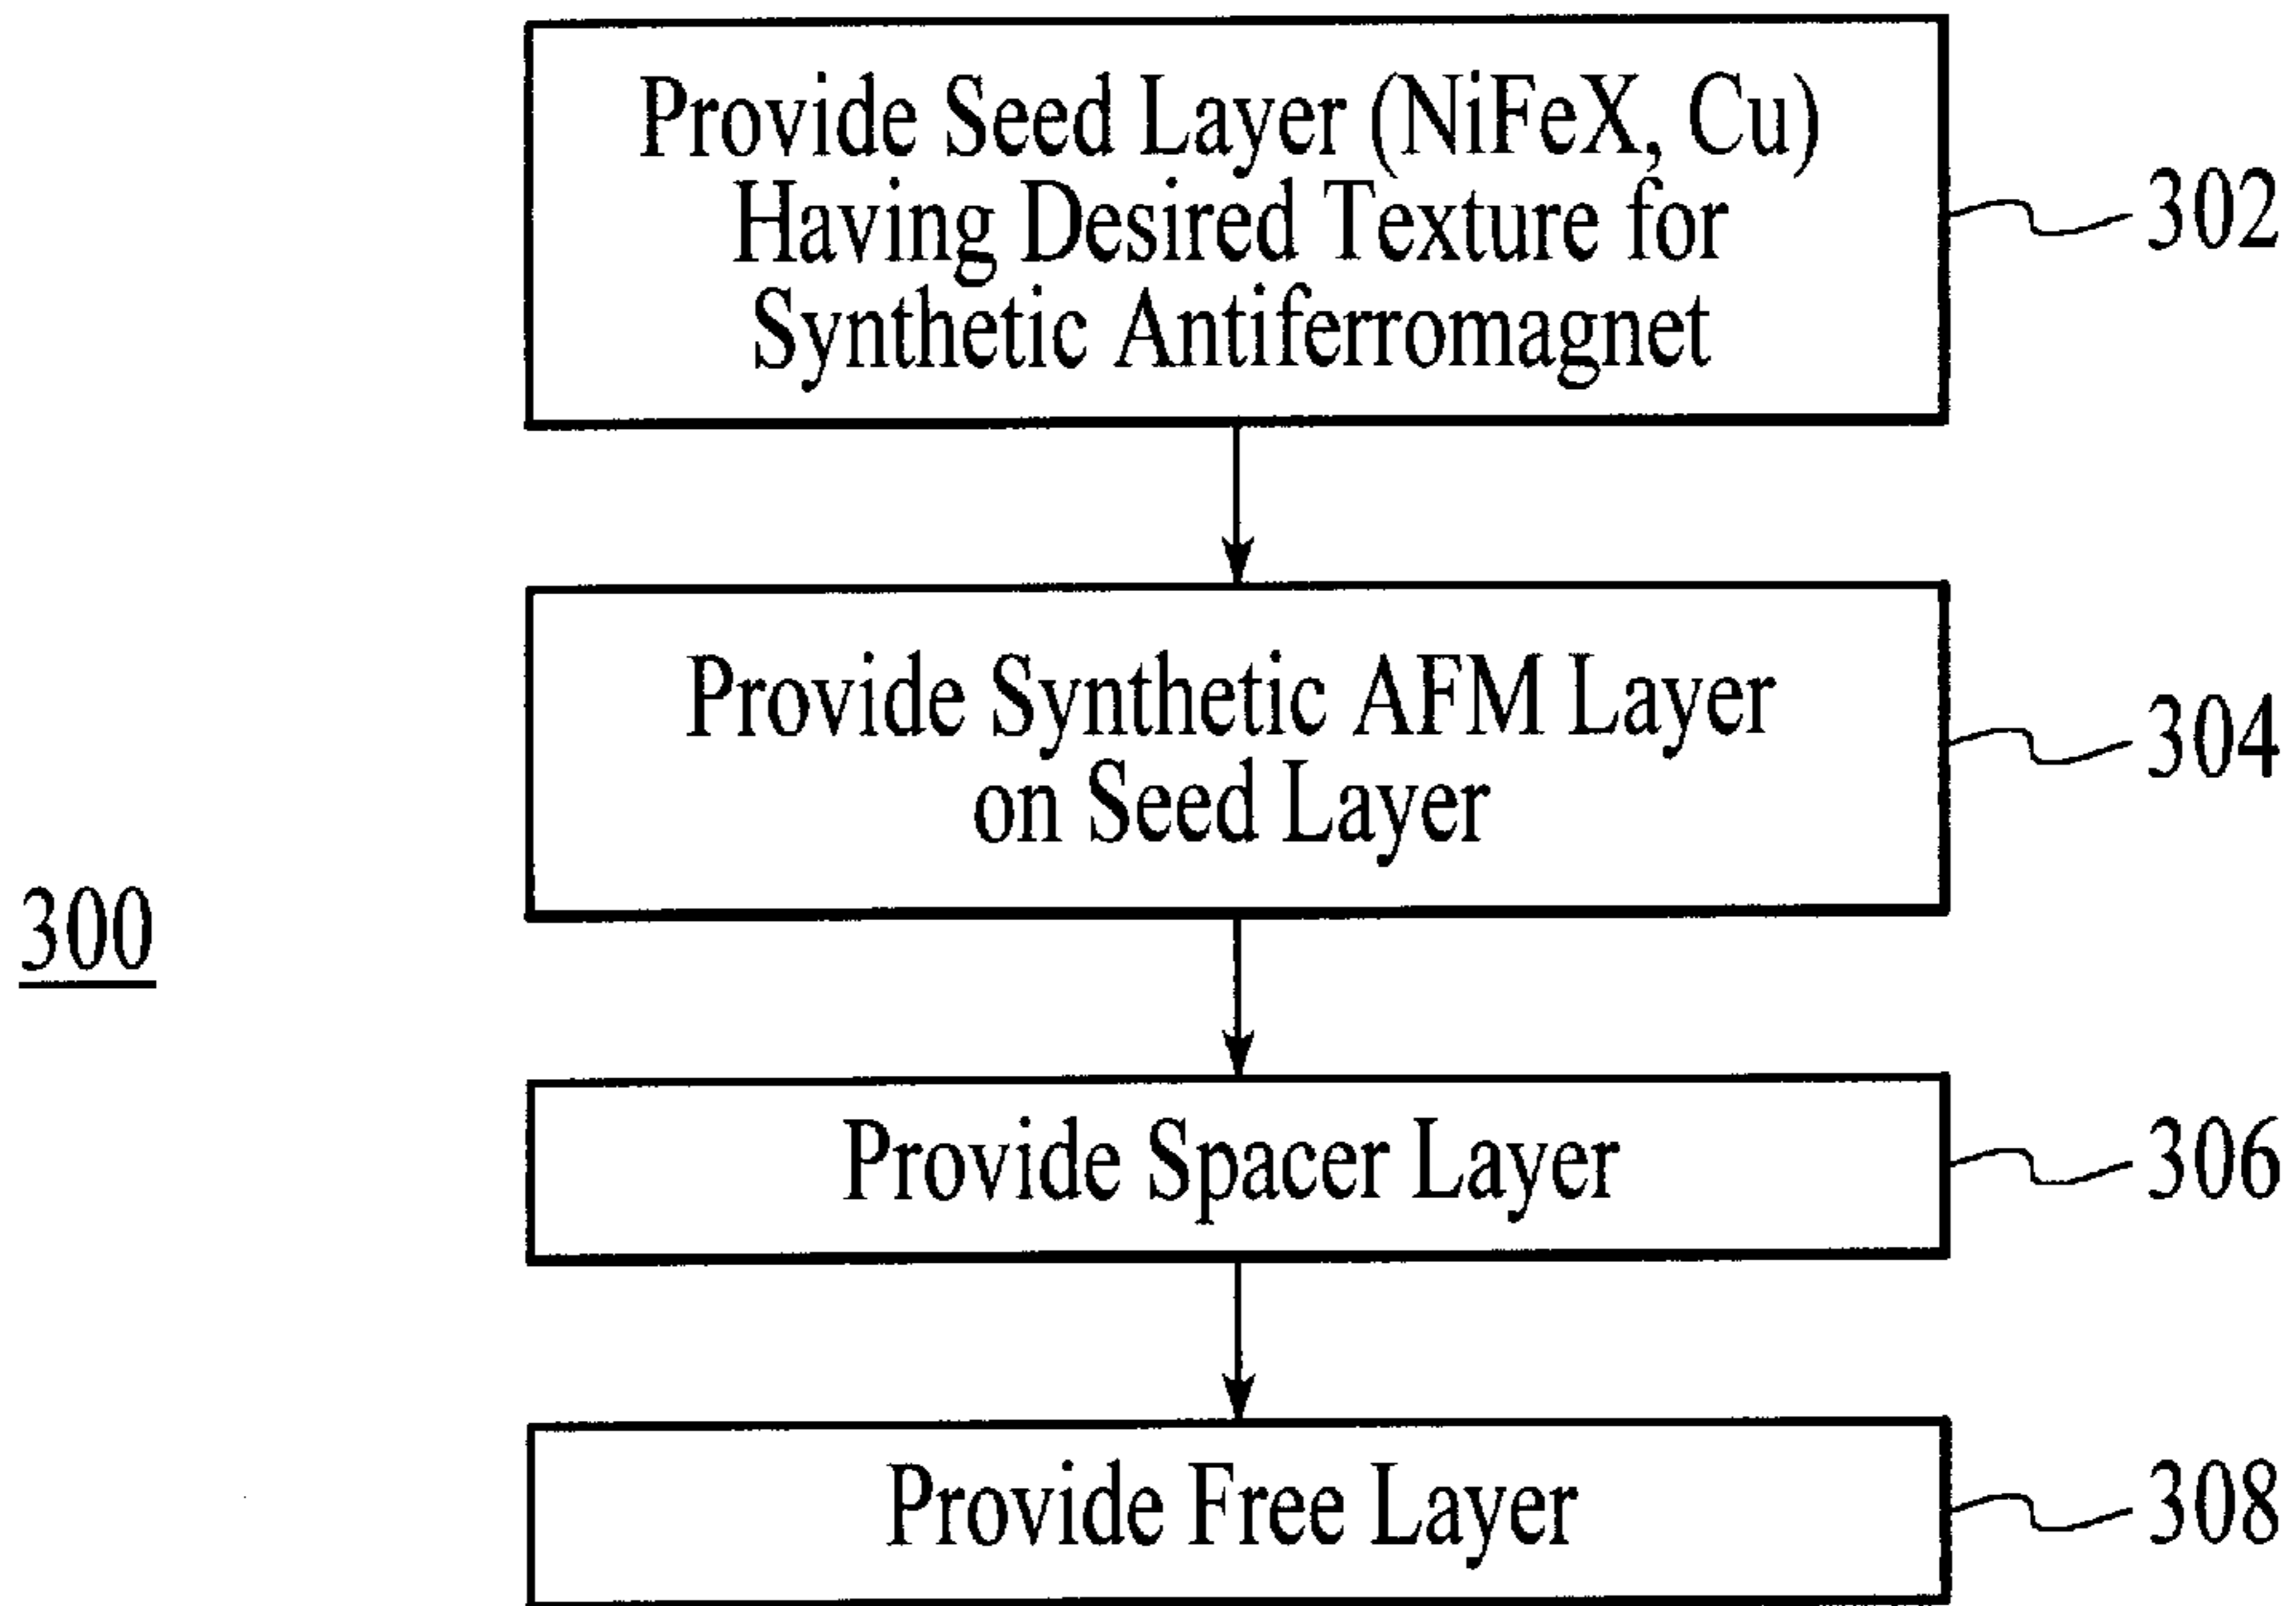 Provide Seed Layer (NiFeX, Cu)
Having Desired Texture for
Synthetic Antiferromagnet
302
Provide Synthetic AFM Layer
on Seed Layer
304
300
Provide Spacer Layer
306
Provide Free Layer
308